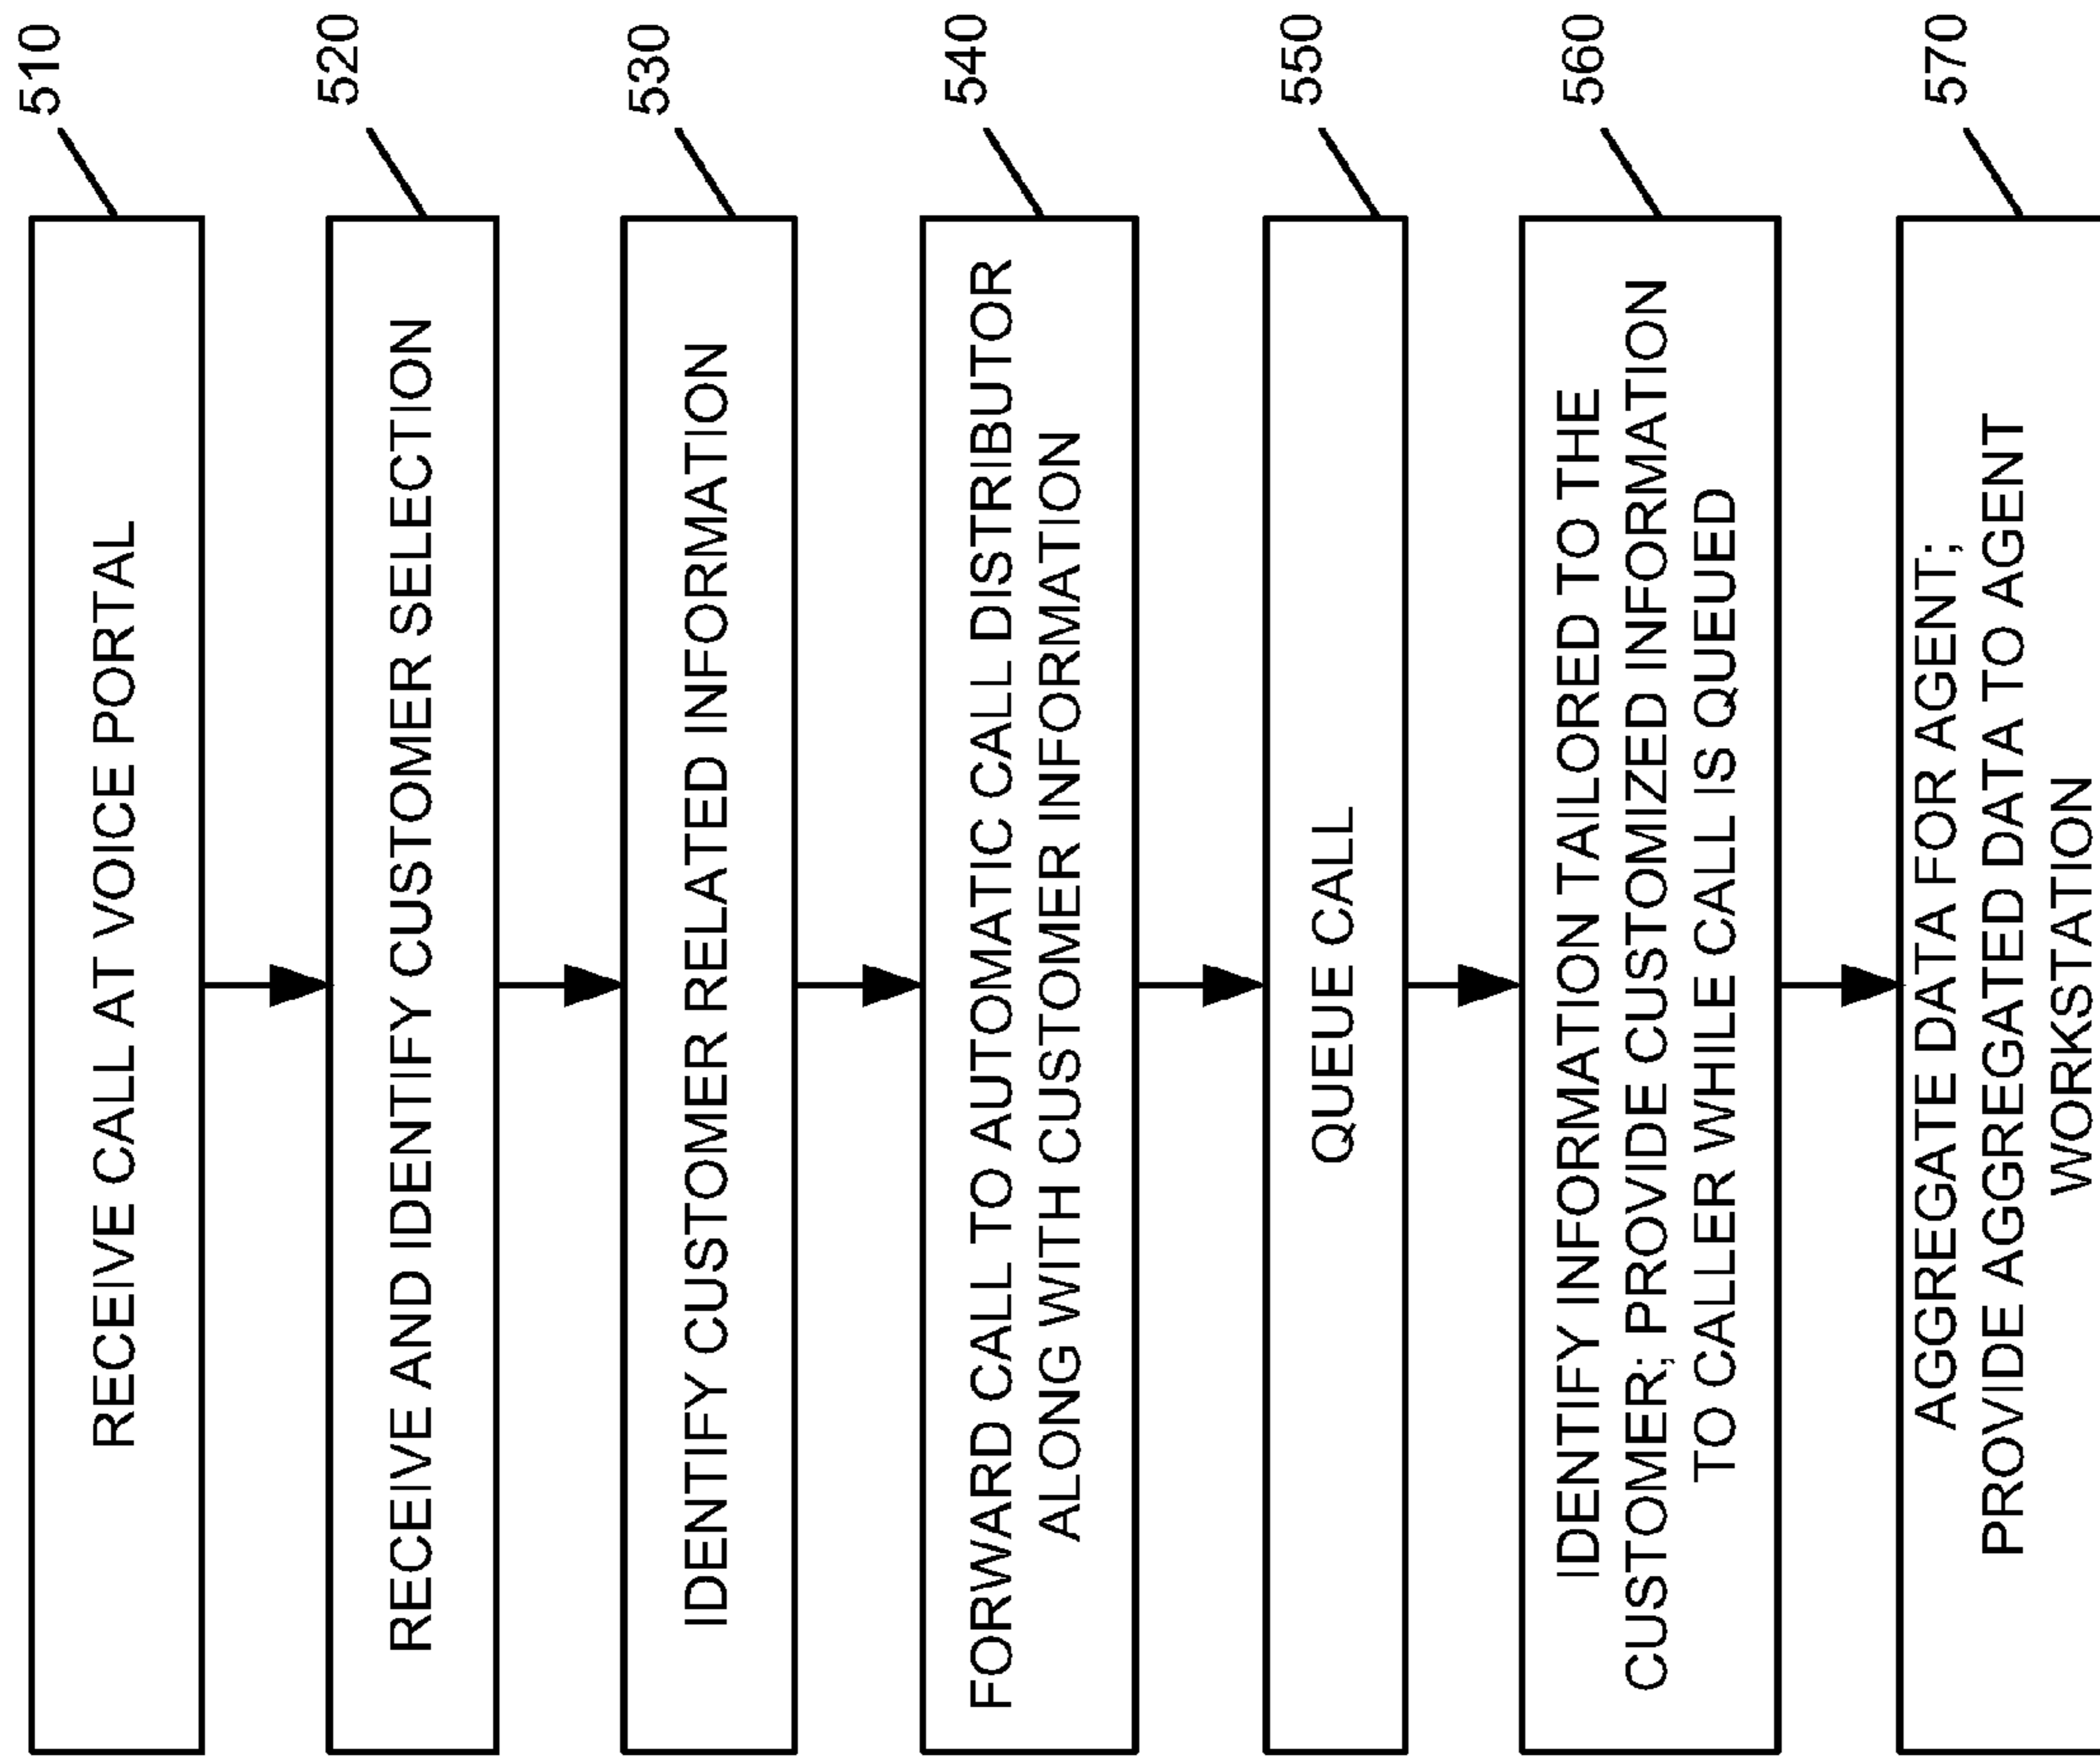 510
RECEIVE CALL AT VOICE PORTAL
520
RECEIVE AND IDENTIFY CUSTOMER SELECTION
530
IDENTIFY CUSTOMER RELATED INFORMATION
540
FORWARD CALL TO AUTOMATIC CALL DISTRIBUTOR
ALONG WITH CUSTOMER INFORMATION
550
QUEUE CALL
560
IDENTIFY INFORMATION TAILORED TO THE
CUSTOMER; PROVIDE CUSTOMIZED INFORMATION
TO CALLER WHILE CALL IS QUEUED
570
AGGREGATE DATA FOR AGENT;
PROVIDE AGGREGATED DATA TO AGENT
WORKSTATION